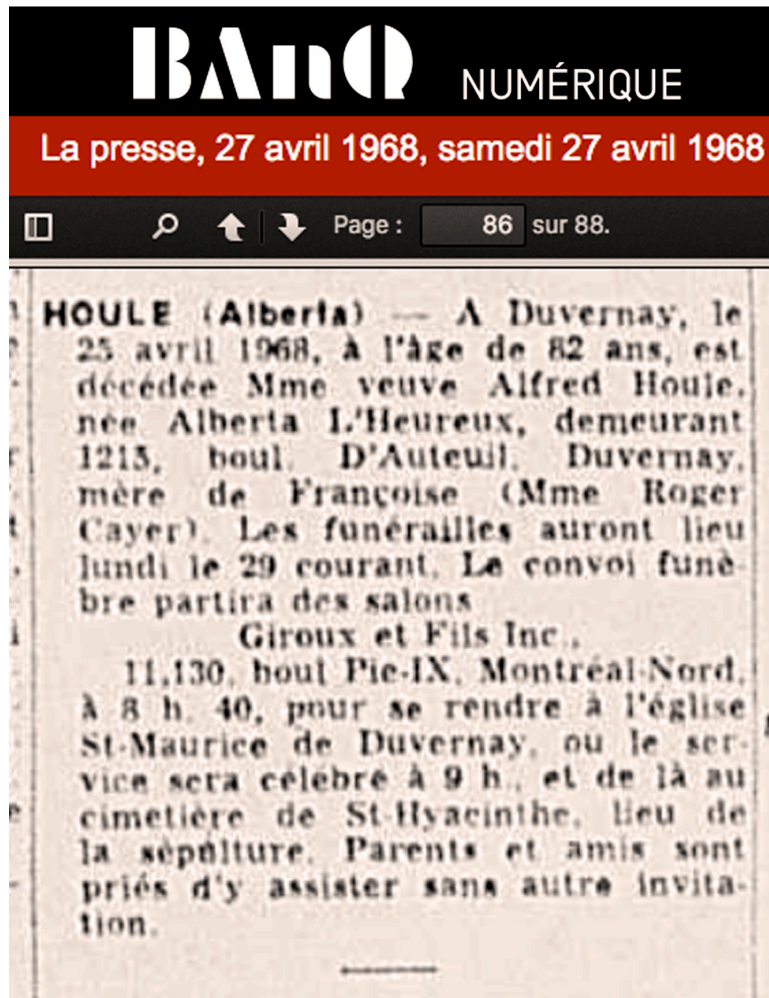 BAnQ NUMÉRIQUE
La presse, 27 avril 1968, samedi 27 avril 1968
Page : 86 sur 88.
HOULE (Alberta) — A Duvernay, le
25 avril 1968, à l'âge de 82 ans, est
décédée Mme veuve Alfred Houle,
née Alberta L'Heureux, demeurant
1215, boul. D'Auteuil, Duvernay,
mère de Françoise (Mme Roger
Cayer). Les funérailles auront lieu
lundi le 29 courant. Le convoi funè-
bre partira des salons
Giroux et Fils Inc.,
11,130, boul Pie-IX, Montréal-Nord,
à 8 h. 40, pour se rendre à l'église
St-Maurice de Duvernay, ou le ser-
vice sera célébré à 9 h., et de là au
cimetière de St-Hyacinthe, lieu de
la sépulture. Parents et amis sont
priés d'y assister sans autre invita-
tion.